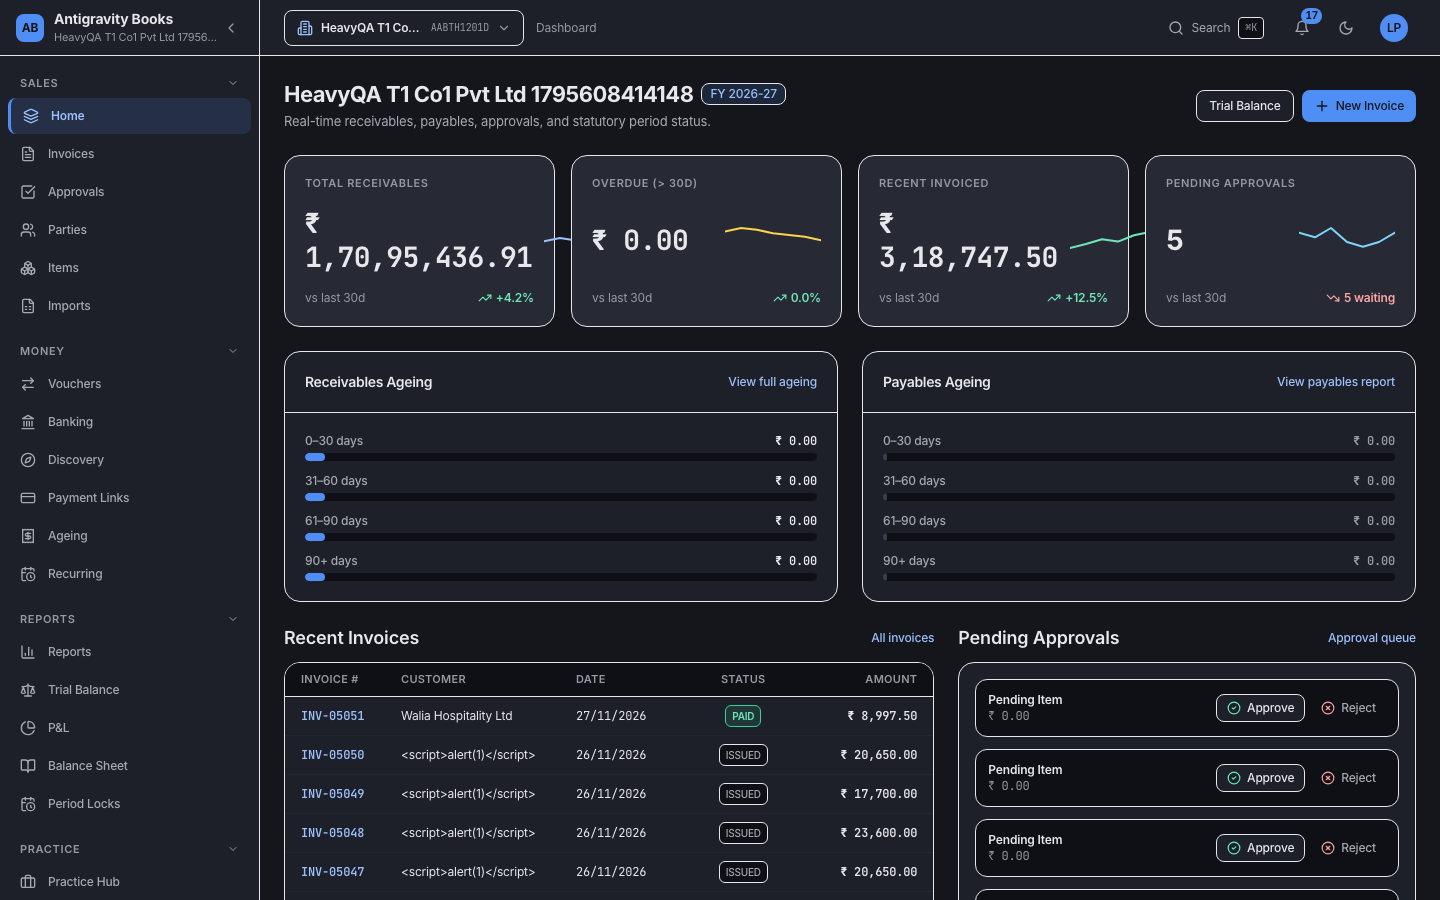 AB
Antigravity Books
HeavyQA T1 Co1 Pvt Ltd 17956...
SALES
Home
Invoices
Approvals
Parties
Items
Imports
MONEY
Vouchers
Banking
Discovery
Payment Links
Ageing
Recurring
REPORTS
Reports
Trial Balance
P&L
Balance Sheet
Period Locks
PRACTICE
Practice Hub
HeavyQA T1 Co... AABTH1201D
Dashboard
Search ⌘K
17
LP
HeavyQA T1 Co1 Pvt Ltd 1795608414148 FY 2026-27
Real-time receivables, payables, approvals, and statutory period status.
Trial Balance
New Invoice
TOTAL RECEIVABLES
₹
1,70,95,436.91
vs last 30d +4.2%
OVERDUE (> 30D)
₹ 0.00
vs last 30d 0.0%
RECENT INVOICED
₹
3,18,747.50
vs last 30d +12.5%
PENDING APPROVALS
5
vs last 30d 5 waiting
Receivables Ageing View full ageing
0–30 days ₹ 0.00
31–60 days ₹ 0.00
61–90 days ₹ 0.00
90+ days ₹ 0.00
Payables Ageing View payables report
0–30 days ₹ 0.00
31–60 days ₹ 0.00
61–90 days ₹ 0.00
90+ days ₹ 0.00
Recent Invoices All invoices
INVOICE # CUSTOMER DATE STATUS AMOUNT
INV-05051 Walia Hospitality Ltd 27/11/2026 PAID ₹ 8,997.50
INV-05050 <script>alert(1)</script> 26/11/2026 ISSUED ₹ 20,650.00
INV-05049 <script>alert(1)</script> 26/11/2026 ISSUED ₹ 17,700.00
INV-05048 <script>alert(1)</script> 26/11/2026 ISSUED ₹ 23,600.00
INV-05047 <script>alert(1)</script> 26/11/2026 ISSUED ₹ 20,650.00
Pending Approvals Approval queue
Pending Item
₹ 0.00
Approve Reject
Pending Item
₹ 0.00
Approve Reject
Pending Item
₹ 0.00
Approve Reject